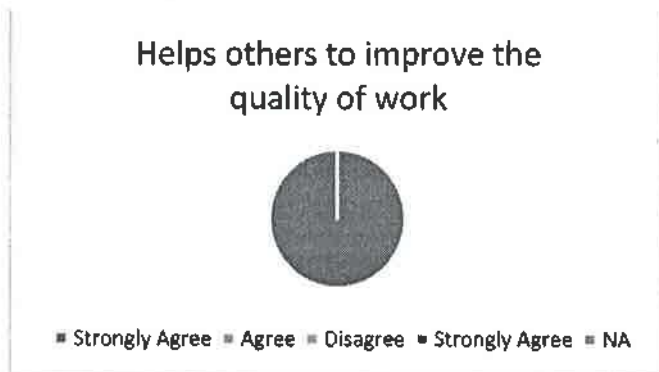 Helps others to improve the
quality of work
Strongly Agree Agree Disagree Strongly Agree NA